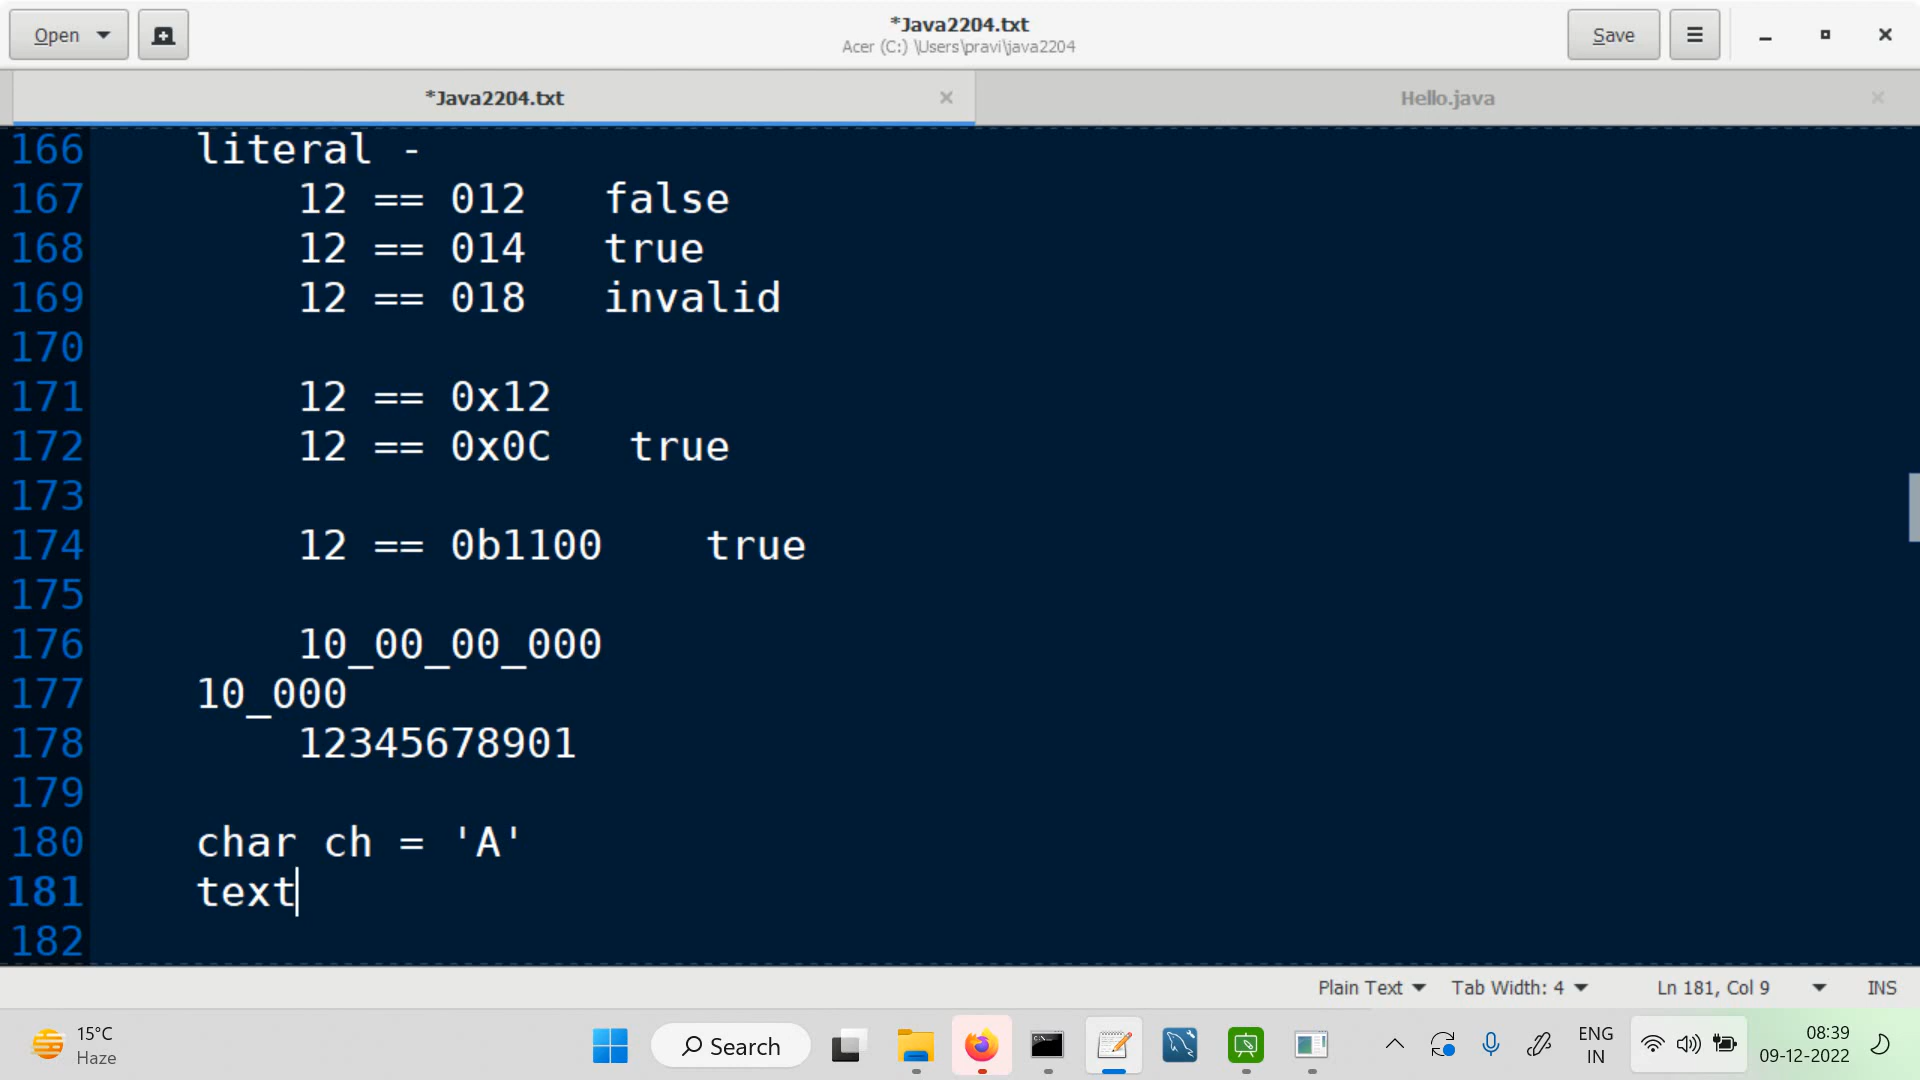 Open
*Java2204.txt
Acer (C:) \Users\pravi\java2204
Save
*Java2204.txt
Hello.java
166 literal -
167 12 == 012 false
168 12 == 014 true
169 12 == 018 invalid
170
171 12 == 0x12
172 12 == 0x0C true
173
174 12 == 0b1100 true
175
176 10_00_00_000
177 10_000
178 12345678901
179
180 char ch = 'A'
181 text
182
Plain Text Tab Width: 4 Ln 181, Col 9 INS
15°C
Haze
Search
ENG
IN
08:39
09-12-2022